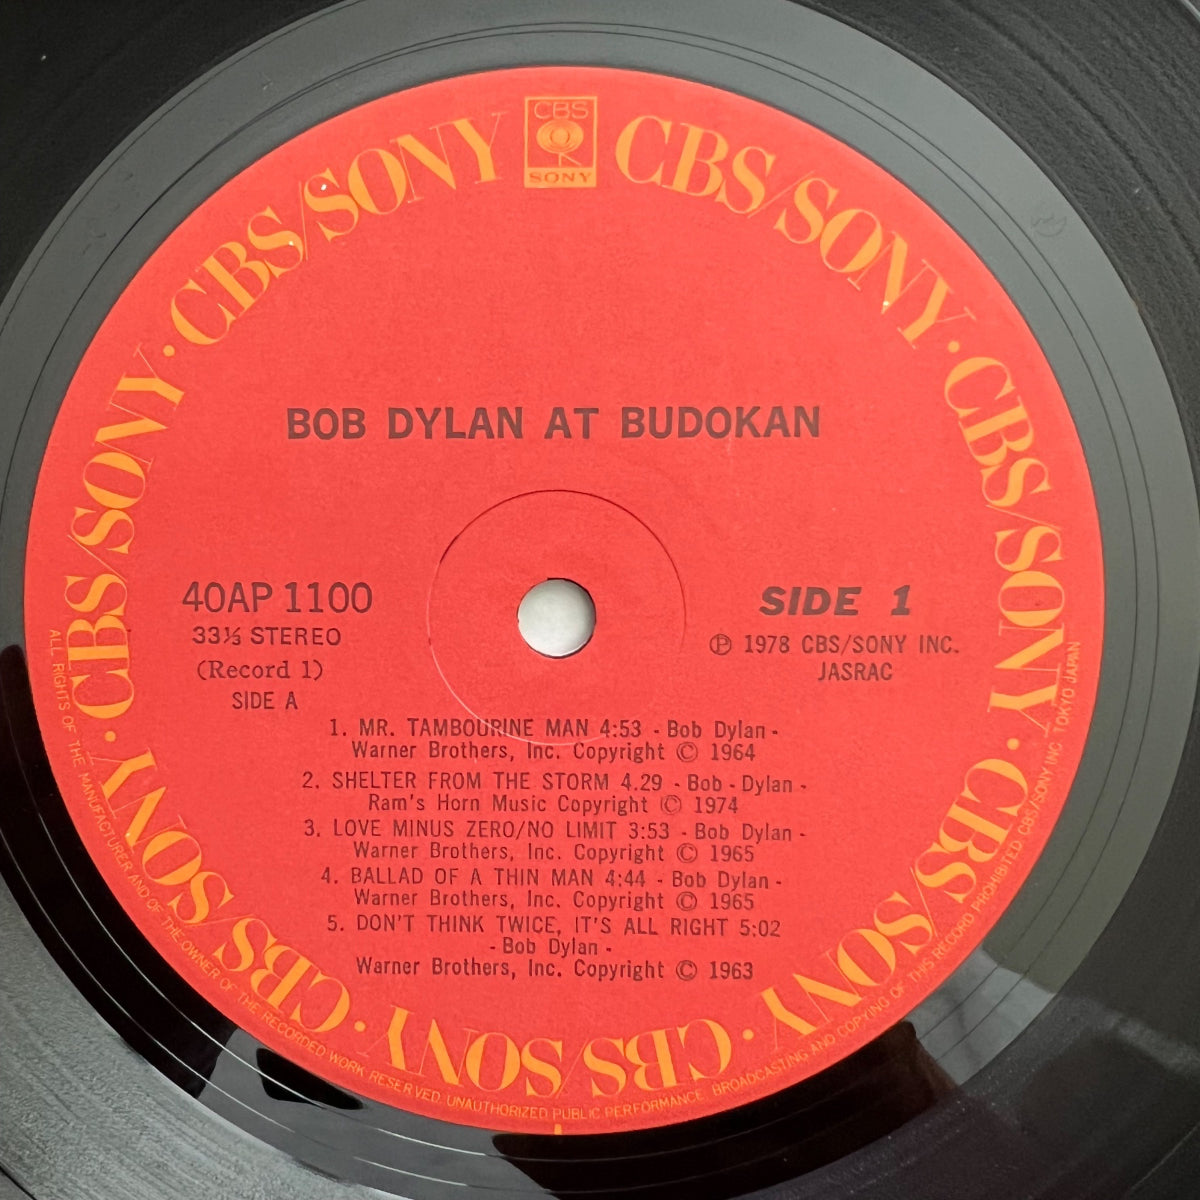 CBS
SONY
CBS/SONY · CBS/SONY · CBS/SONY · CBS/SONY · CBS/SONY · CBS/SONY · CBS/SONY · CBS/SONY
BOB DYLAN AT BUDOKAN
40AP 1100
33⅓ STEREO
(Record 1)
SIDE A
SIDE 1
Ⓟ 1978 CBS/SONY INC.
JASRAC
1. MR. TAMBOURINE MAN 4:53 - Bob Dylan -
Warner Brothers, Inc. Copyright © 1964
2. SHELTER FROM THE STORM 4.29 - Bob - Dylan -
Ram's Horn Music Copyright © 1974
3. LOVE MINUS ZERO/NO LIMIT 3:53 - Bob Dylan -
Warner Brothers, Inc. Copyright © 1965
4. BALLAD OF A THIN MAN 4:44 - Bob Dylan -
Warner Brothers, Inc. Copyright © 1965
5. DON'T THINK TWICE, IT'S ALL RIGHT 5:02
- Bob Dylan -
Warner Brothers, Inc. Copyright © 1963
ALL RIGHTS OF THE MANUFACTURER AND OF THE OWNER OF THE RECORDED WORK RESERVED. UNAUTHORIZED PUBLIC PERFORMANCE BROADCASTING AND COPYING OF THIS RECORD PROHIBITED CBS/SONY INC. TOKYO JAPAN